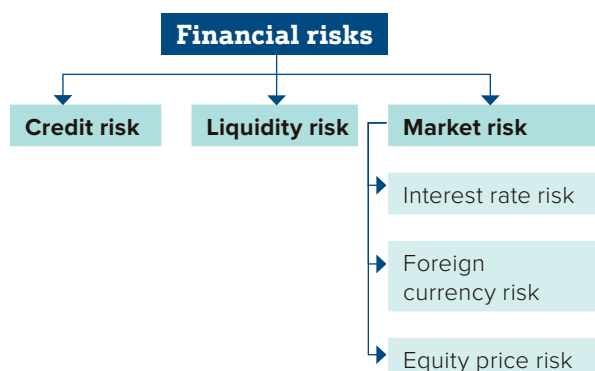 Financial risks
Credit risk
Liquidity risk
Market risk
Interest rate risk
Foreign
currency risk
Equity price risk